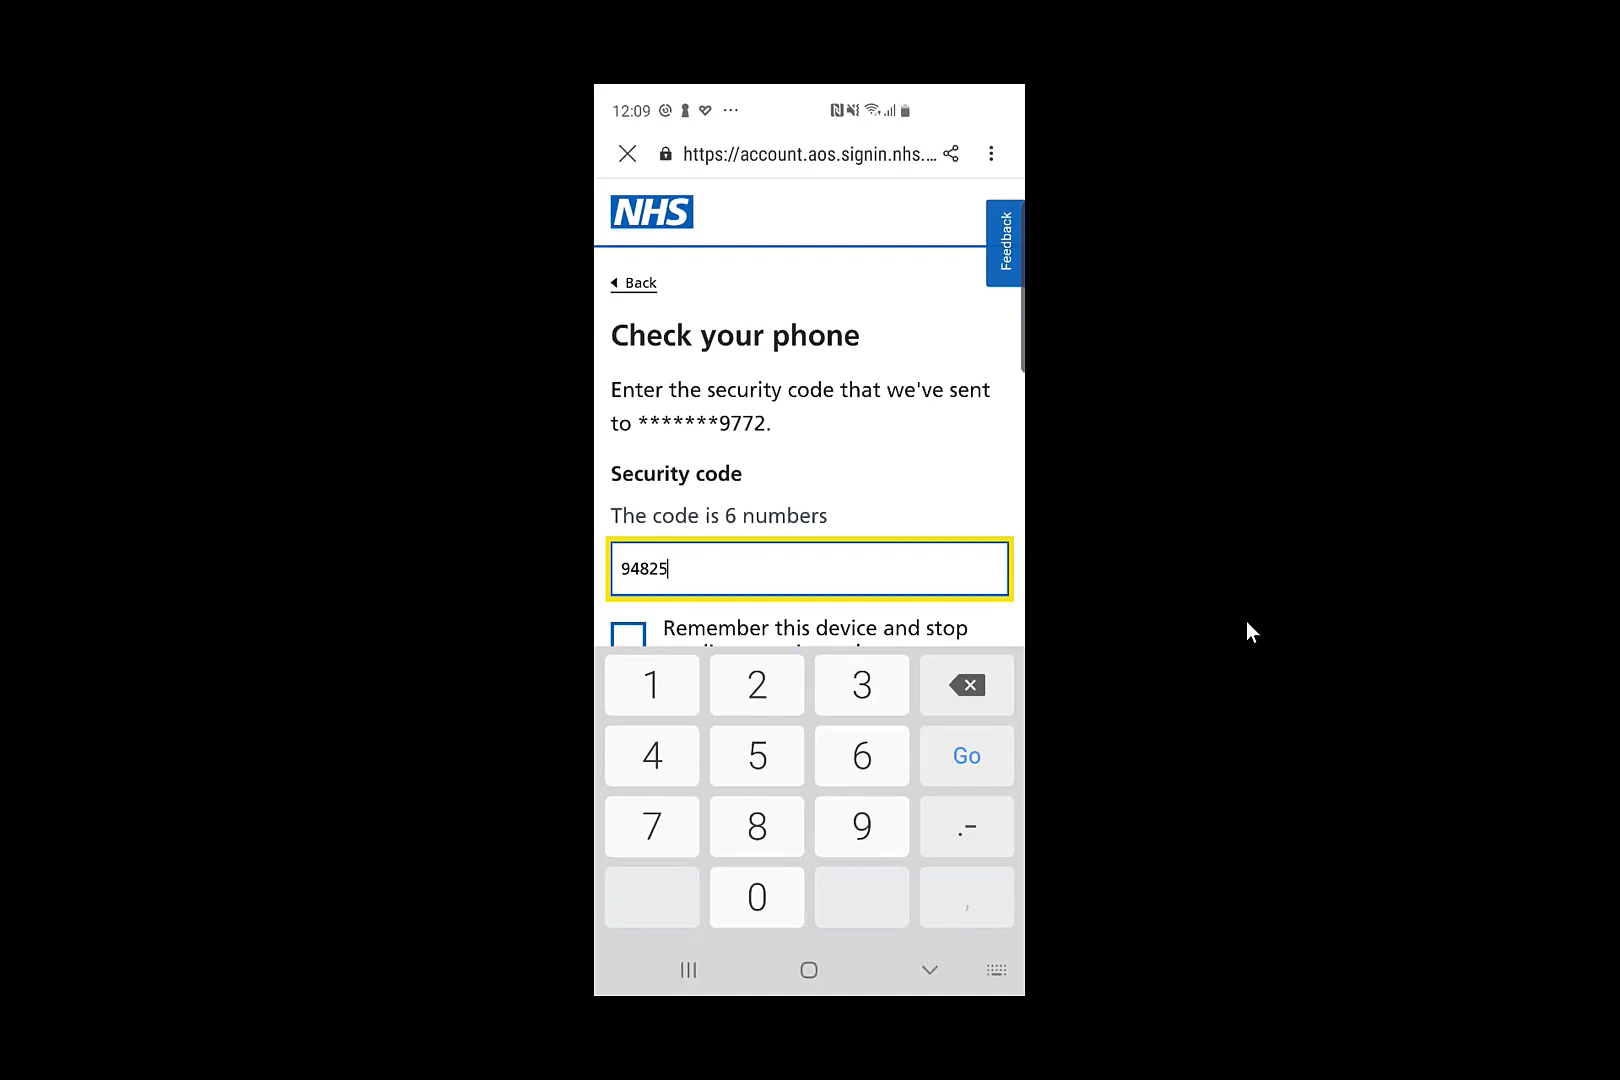 12:09
https://account.aos.signin.nhs....
NHS
Feedback
Back
Check your phone
Enter the security code that we've sent
to *******9772.
Security code
The code is 6 numbers
94825
Remember this device and stop
1 2 3
4 5 6 Go
7 8 9 .-
0 ,